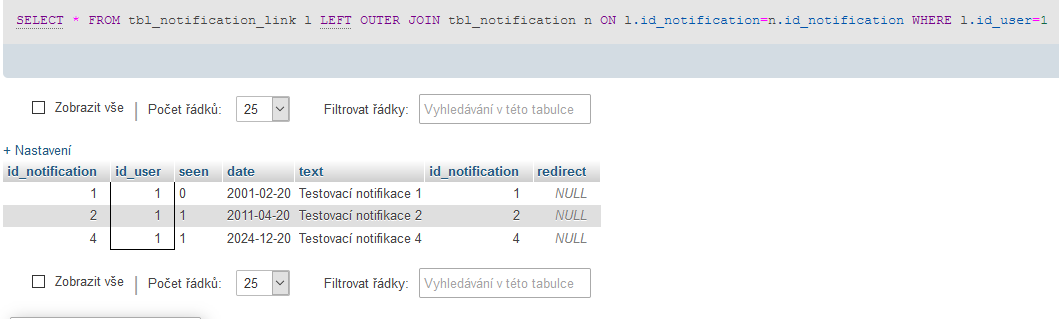 SELECT * FROM tbl_notification_link l LEFT OUTER JOIN tbl_notification n ON l.id_notification=n.id_notification WHERE l.id_user=1
Zobrazit vše Počet řádků: 25 Filtrovat řádky: Vyhledávání v této tabulce
+ Nastavení
id_notification id_user seen date text id_notification redirect
1 1 0 2001-02-20 Testovací notifikace 1 1 NULL
2 1 1 2011-04-20 Testovací notifikace 2 2 NULL
4 1 1 2024-12-20 Testovací notifikace 4 4 NULL
Zobrazit vše Počet řádků: 25 Filtrovat řádky: Vyhledávání v této tabulce